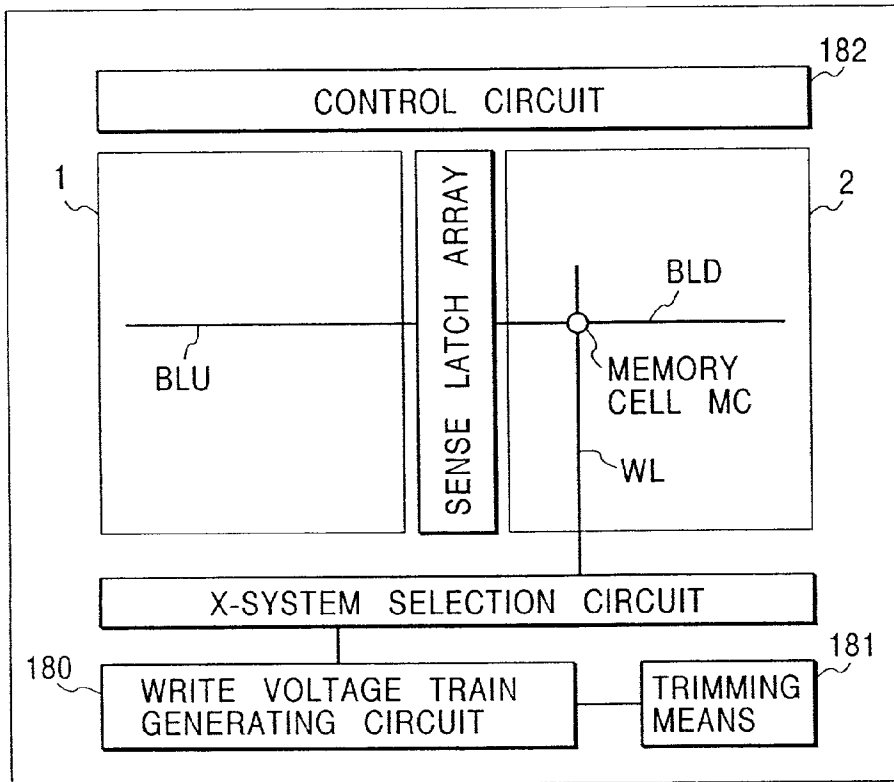 182
CONTROL CIRCUIT
1
2
SENSE LATCH ARRAY
BLU
BLD
MEMORY
CELL MC
WL
X-SYSTEM SELECTION CIRCUIT
180
WRITE VOLTAGE TRAIN
GENERATING CIRCUIT
181
TRIMMING
MEANS